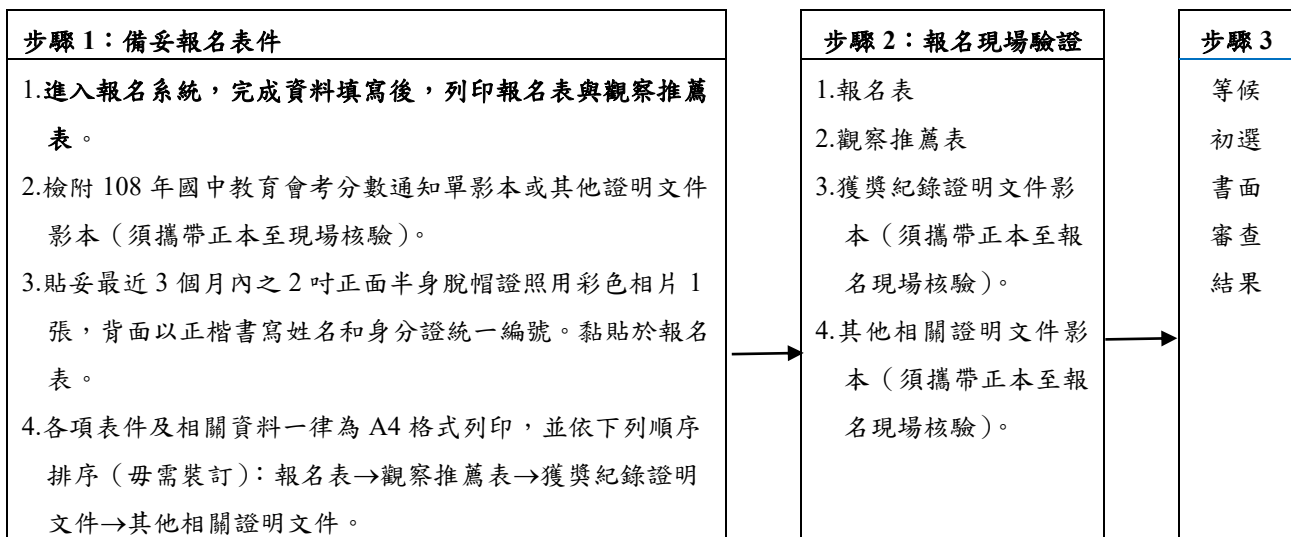 步驟 1：備妥報名表件
1.進入報名系統，完成資料填寫後，列印報名表與觀察推薦
表。
2.檢附 108 年國中教育會考分數通知單影本或其他證明文件
影本（須攜帶正本至現場核驗）。
3.貼妥最近 3 個月內之 2 吋正面半身脫帽證照用彩色相片 1
張，背面以正楷書寫姓名和身分證統一編號。黏貼於報名
表。
4.各項表件及相關資料一律為 A4 格式列印，並依下列順序
排序（毋需裝訂）：報名表→觀察推薦表→獲獎紀錄證明
文件→其他相關證明文件。
步驟 2：報名現場驗證
1.報名表
2.觀察推薦表
3.獲獎紀錄證明文件影
本（須攜帶正本至報
名現場核驗）。
4.其他相關證明文件影
本（須攜帶正本至報
名現場核驗）。
步驟 3
等候
初選
書面
審查
結果